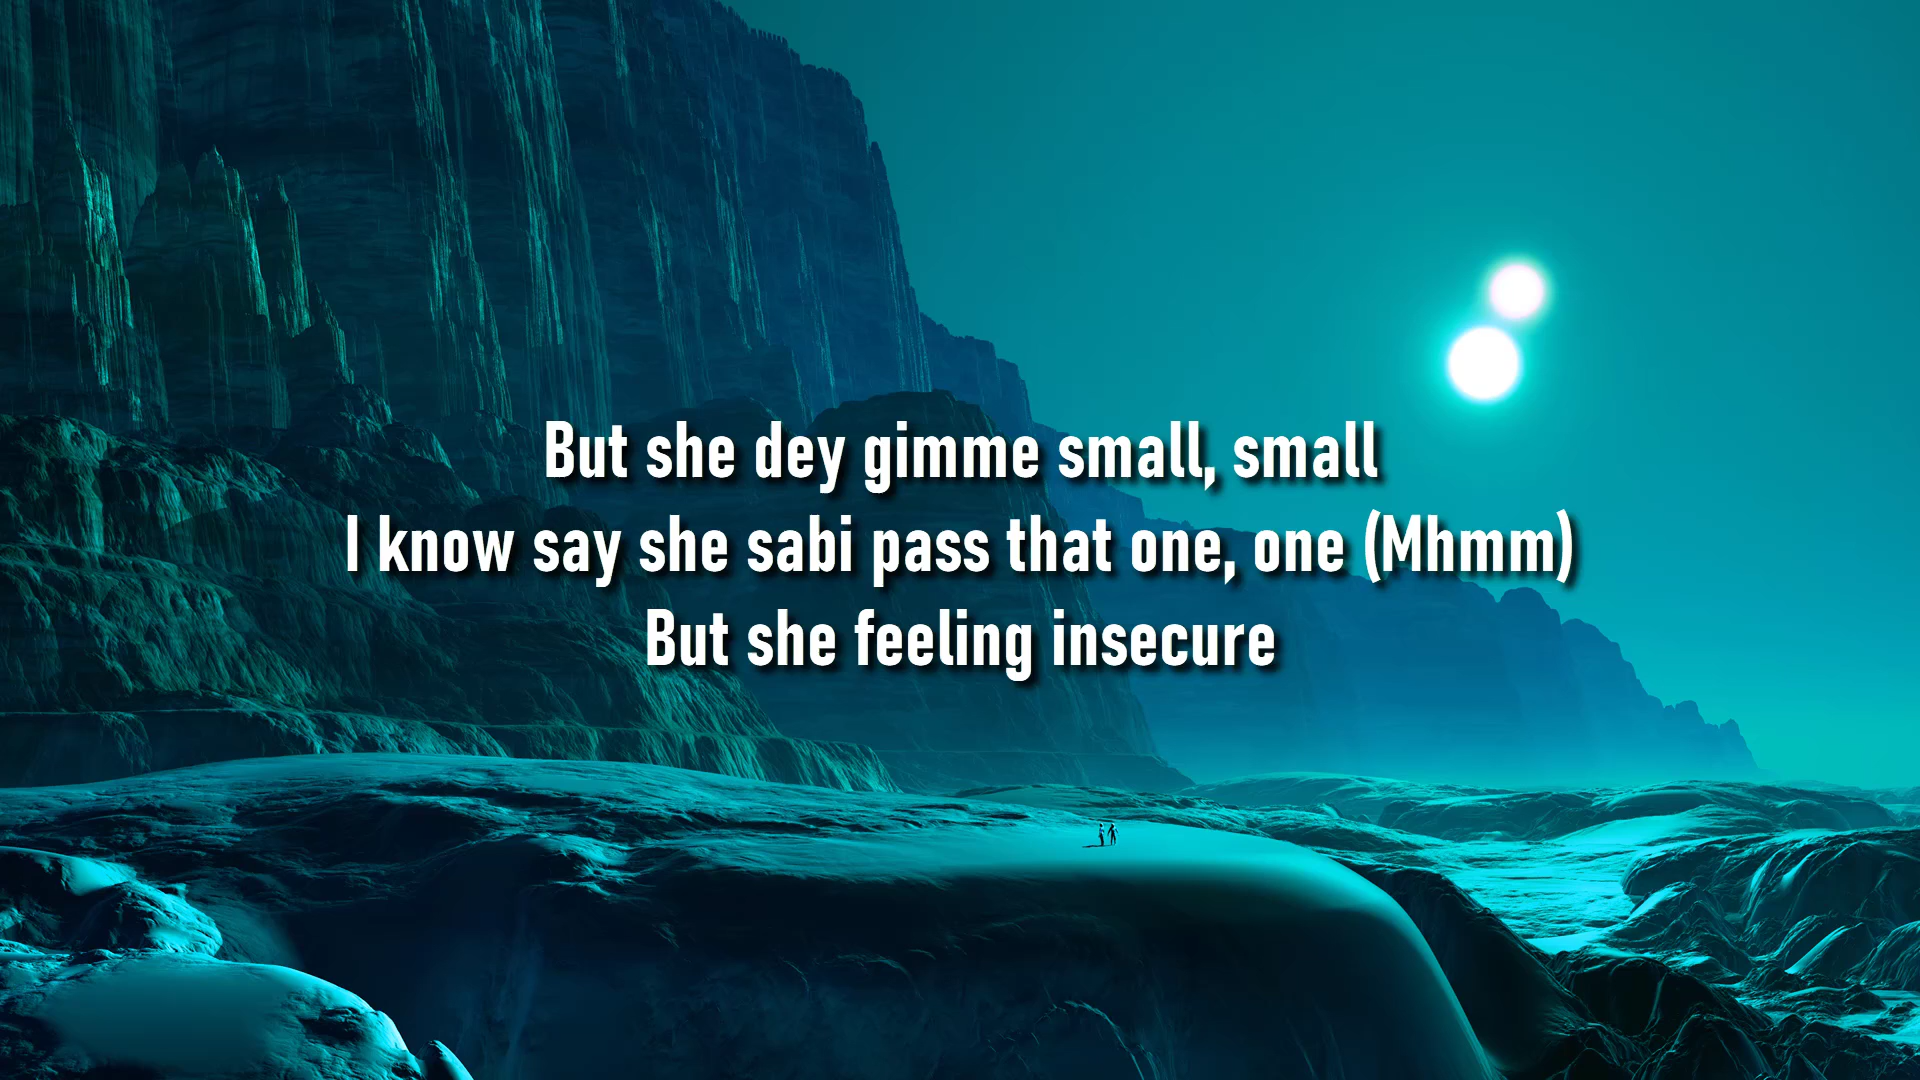 But she dey gimme small, small
I know say she sabi pass that one, one (Mhmm)
But she feeling insecure